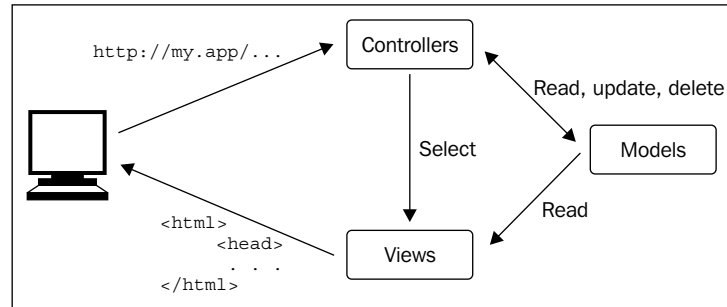 Controllers
http://my.app/...
Read, update, delete
Select
Models
Read
<html>
<head>
. . .
</html>
Views